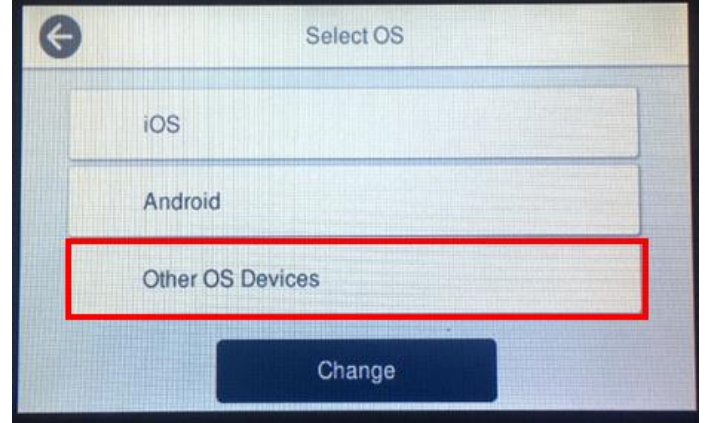 Select OS
iOS
Android
Other OS Devices
Change